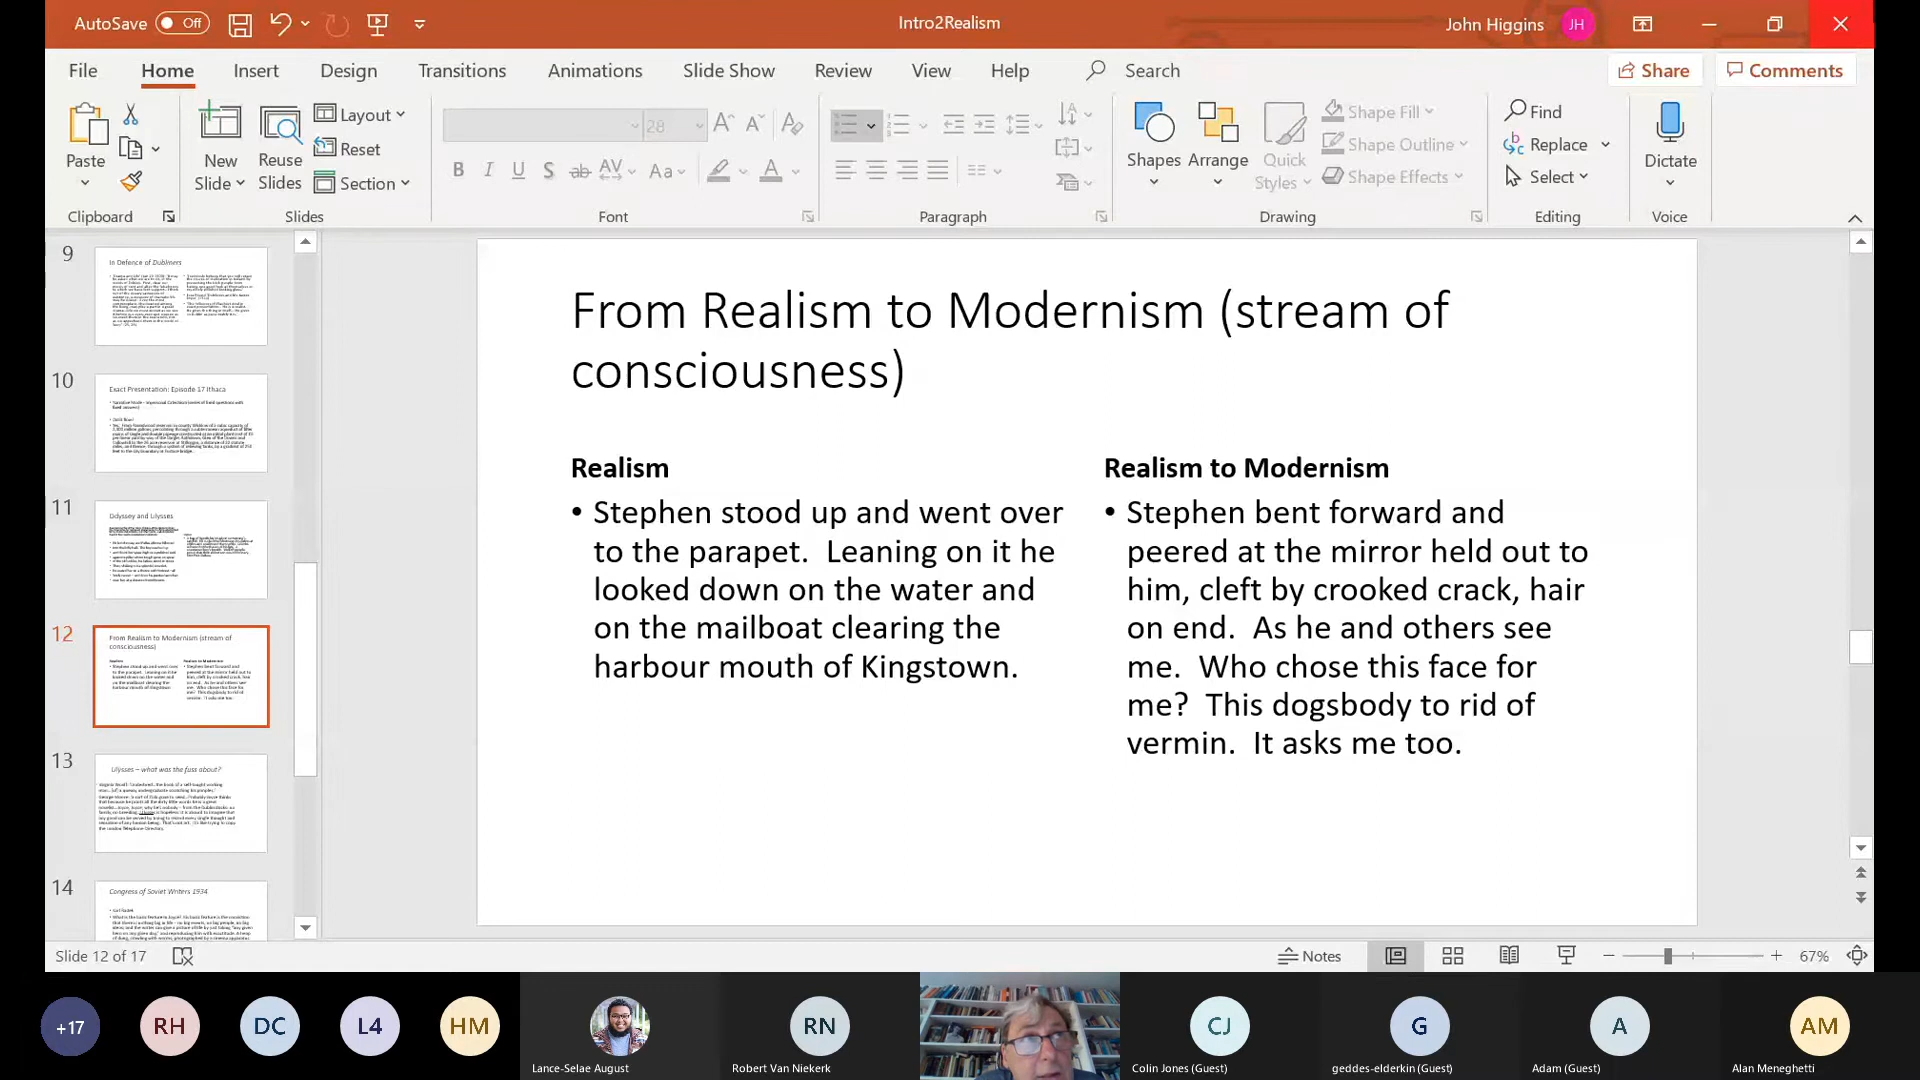 AutoSave Off
Intro2Realism
John Higgins JH
File Home Insert Design Transitions Animations Slide Show Review View Help Search Share Comments
Paste
Clipboard
New Slide
Reuse Slides
Layout
Reset
Section
Slides
28
B I U S ab AV Aa A
Font
Paragraph
Shapes
Arrange
Quick Styles
Shape Fill
Shape Outline
Shape Effects
Drawing
Find
Replace
Select
Editing
Dictate
Voice
9
In Defence of Dubliners
10
Exact Presentation: Episode 17 Ithaca
11
Odyssey and Ulysses
12
From Realism to Modernism (stream of
consciousness)
13
Ulysses – what was the fuss about?
14
Congress of Soviet Writers 1934
From Realism to Modernism (stream of
consciousness)
Realism
• Stephen stood up and went over
to the parapet. Leaning on it he
looked down on the water and
on the mailboat clearing the
harbour mouth of Kingstown.
Realism to Modernism
• Stephen bent forward and
peered at the mirror held out to
him, cleft by crooked crack, hair
on end. As he and others see
me. Who chose this face for
me? This dogsbody to rid of
vermin. It asks me too.
Slide 12 of 17
Notes
67%
+17
RH
DC
L4
HM
Lance-Selae August
RN
Robert Van Niekerk
CJ
Colin Jones (Guest)
G
geddes-elderkin (Guest)
A
Adam (Guest)
AM
Alan Meneghetti